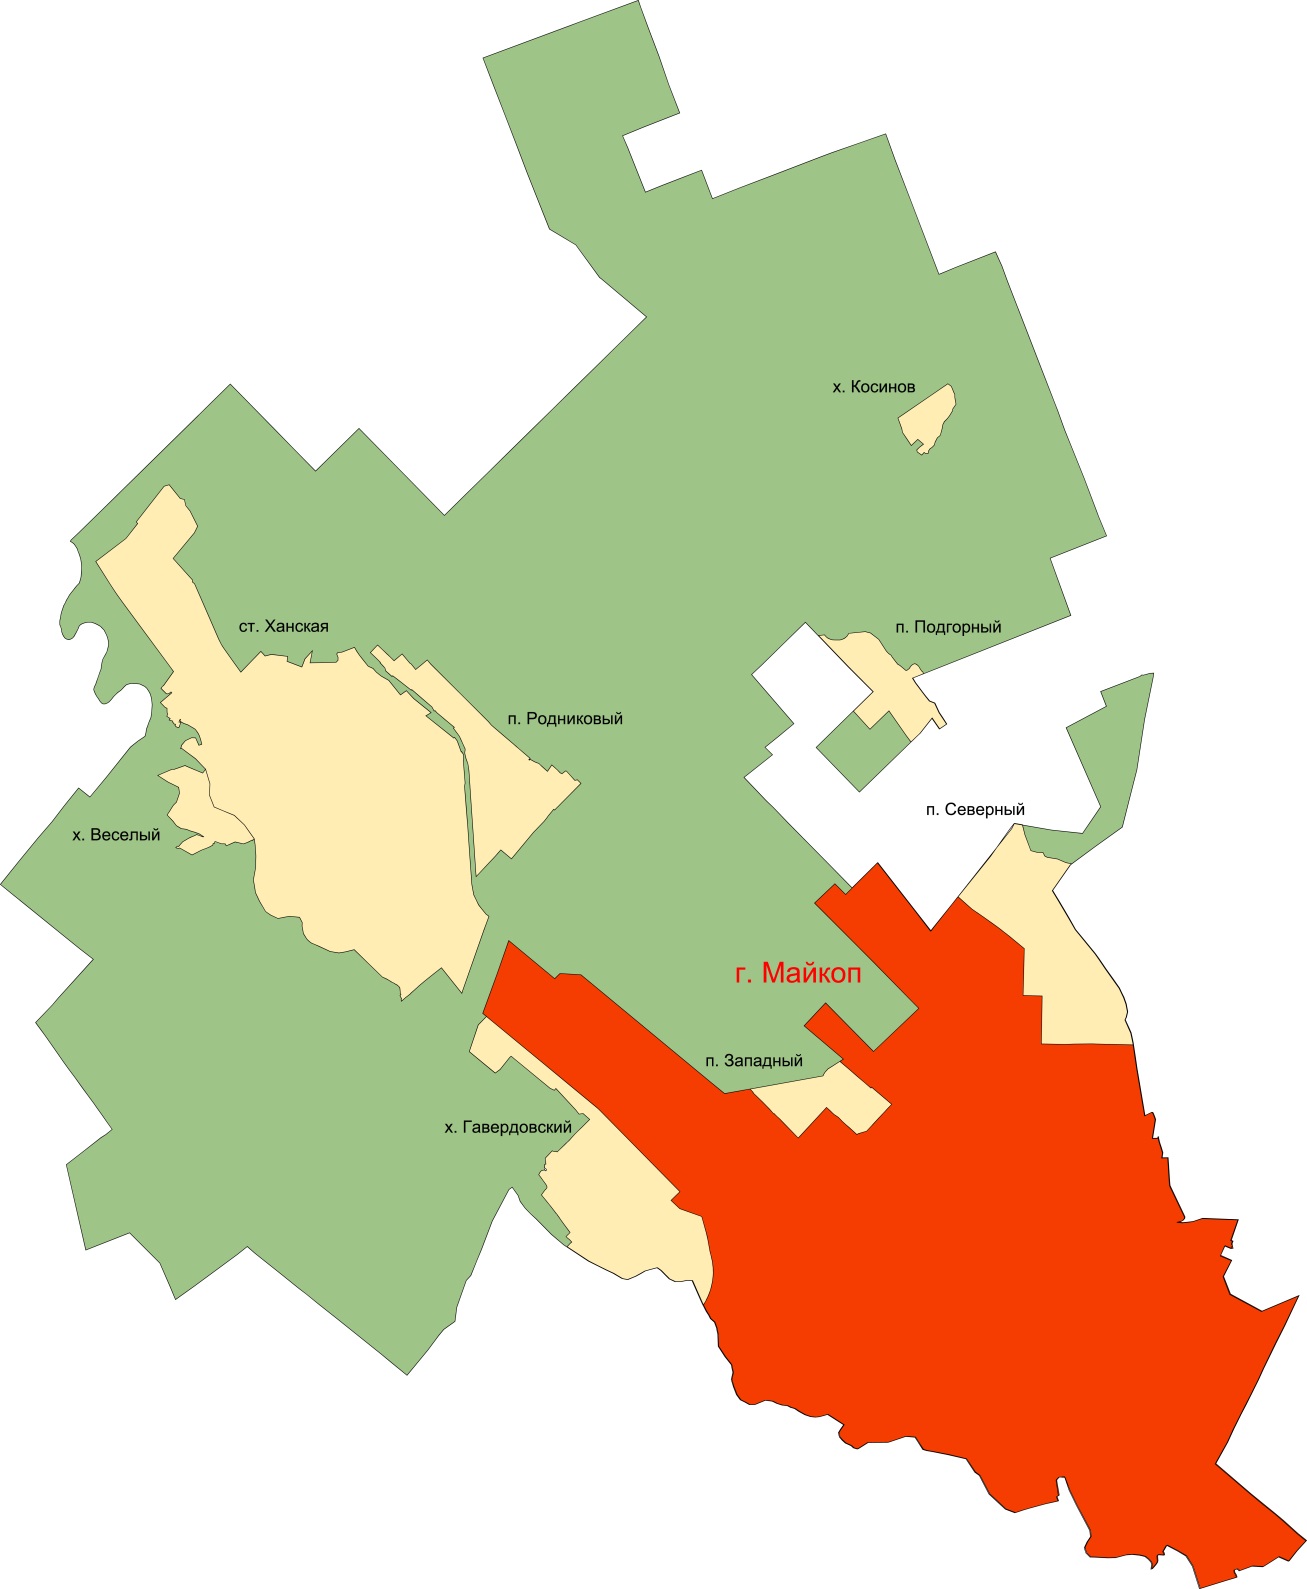 х. Косинов
ст. Ханская
п. Подгорный
п. Родниковый
п. Северный
х. Веселый
г. Майкоп
п. Западный
х. Гавердовский